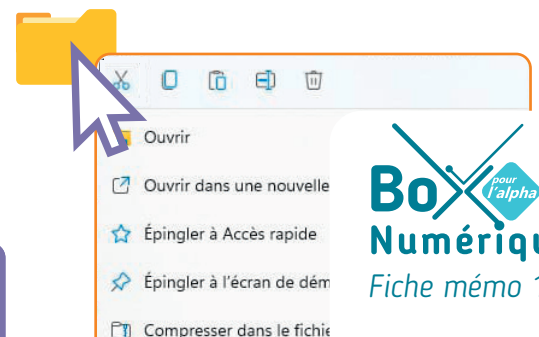 Ouvrir
Ouvrir dans une nouvelle
Épingler à Accès rapide
Épingler à l'écran de dém
Compresser dans le fichie
Box
pour
l'alpha
Numériqu
Fiche mémo 1